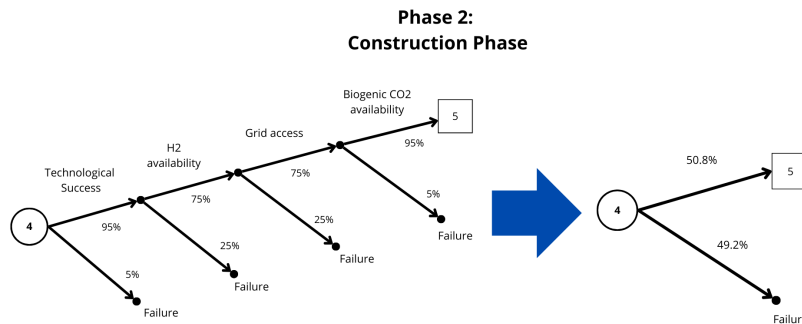 Phase 2:
Construction Phase
Biogenic CO2
availability
5
Grid access
95%
H2
availability
75%
Technological
Success
75%
5%
Failure
4
95%
25%
Failure
25%
Failure
5%
Failure
50.8%
5
4
49.2%
Failur